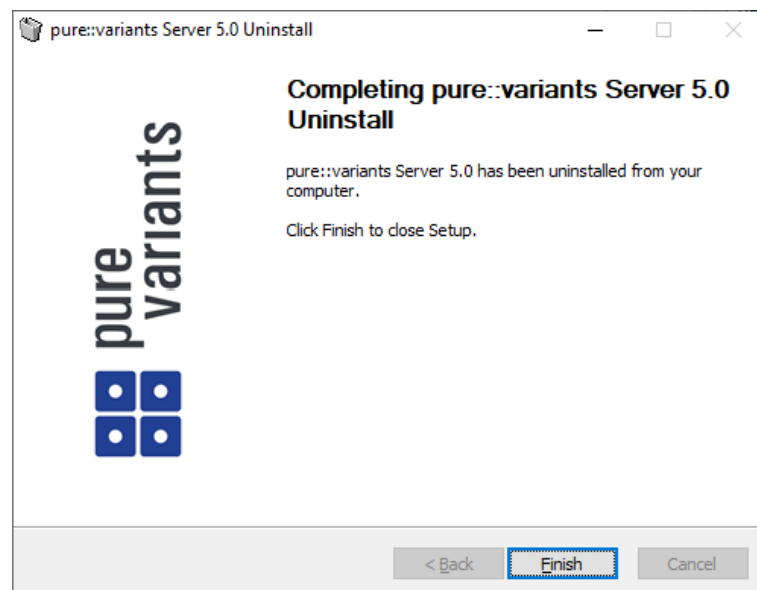 pure::variants Server 5.0 Uninstall
Completing pure::variants Server 5.0
Uninstall
pure::variants Server 5.0 has been uninstalled from your
computer.
Click Finish to close Setup.
pure
variants
< Back
Finish
Cancel